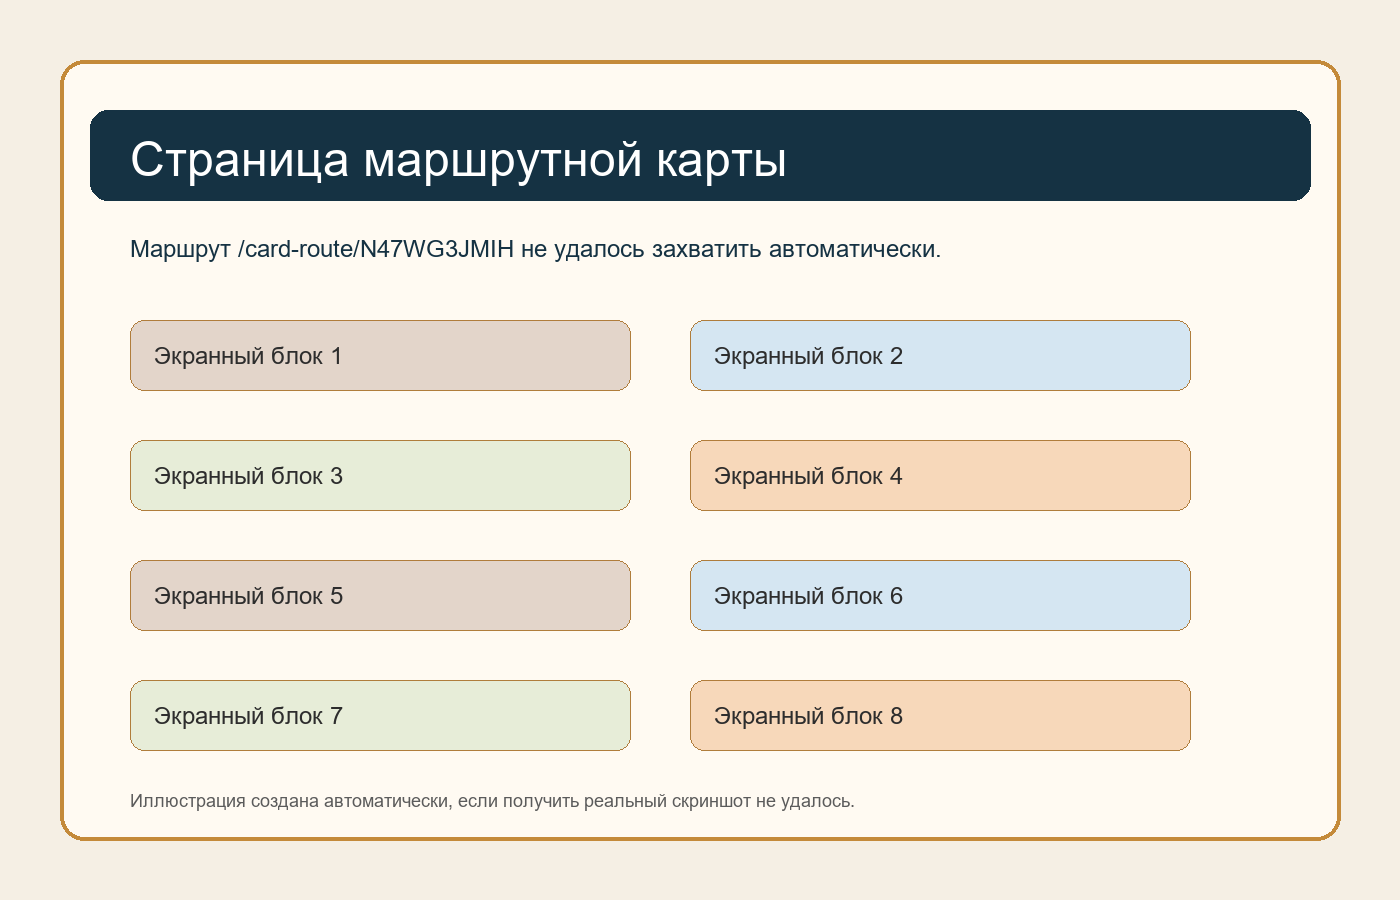 Страница маршрутной карты
Маршрут /card-route/N47WG3JMIH не удалось захватить автоматически.
Экранный блок 1
Экранный блок 2
Экранный блок 3
Экранный блок 4
Экранный блок 5
Экранный блок 6
Экранный блок 7
Экранный блок 8
Иллюстрация создана автоматически, если получить реальный скриншот не удалось.